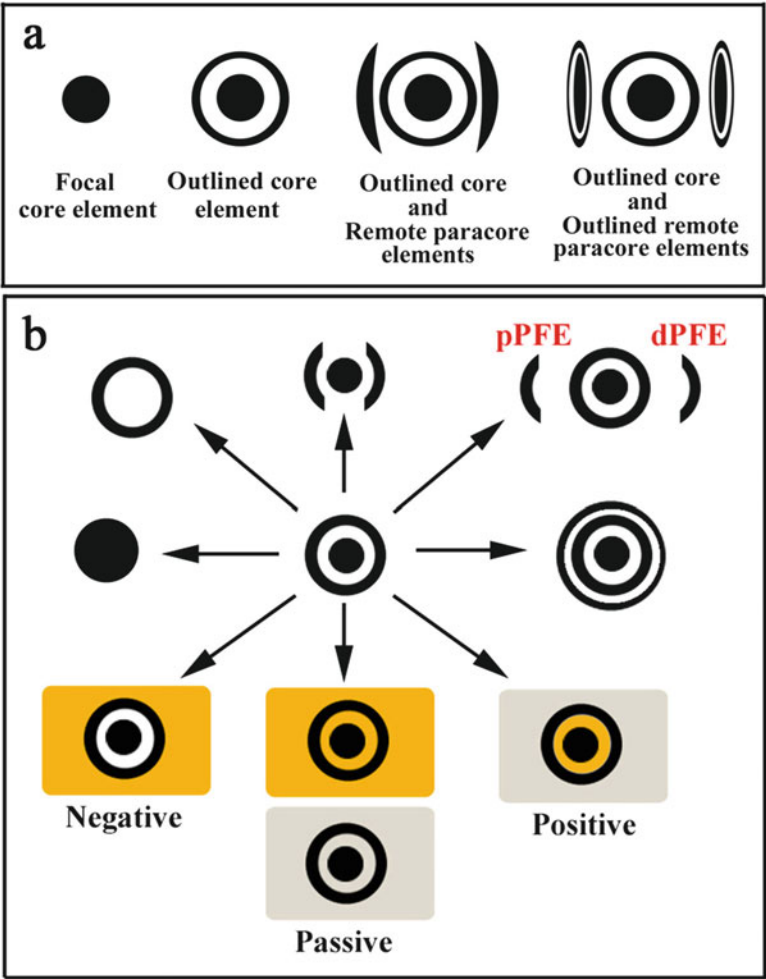 a
Focal
core element
Outlined core
element
Outlined core
and
Remote paracore
elements
Outlined core
and
Outlined remote
paracore elements
b
pPFE
dPFE
Negative
Positive
Passive